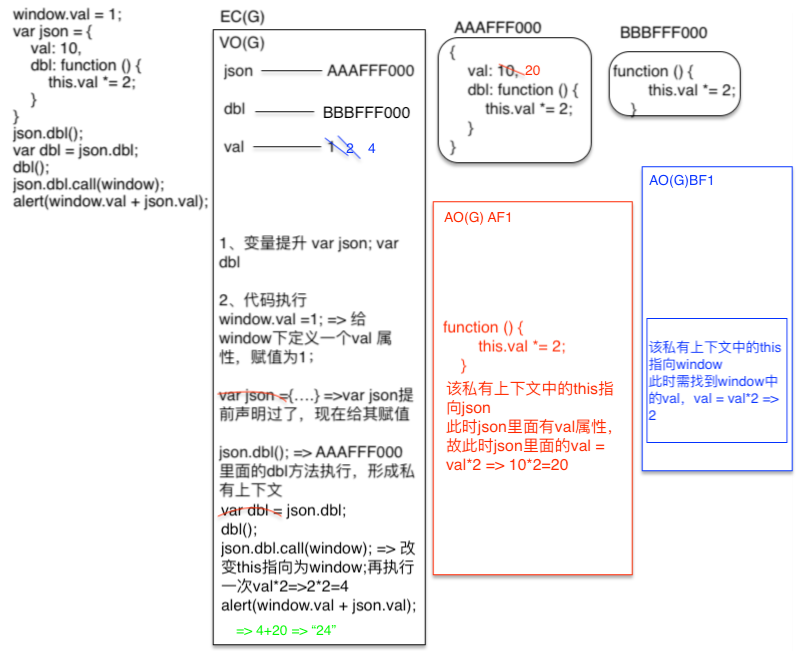 window.val = 1;
var json = {
val: 10,
dbl: function () {
this.val *= 2;
}
}
json.dbl();
var dbl = json.dbl;
dbl();
json.dbl.call(window);
alert(window.val + json.val);
EC(G)
VO(G)
json AAAFFF000
dbl BBBFFF000
val 1 2 4
1、变量提升 var json; var
dbl
2、代码执行
window.val =1; => 给
window下定义一个val 属
性，赋值为1；
var json ={....} =>var json提
前声明过了，现在给其赋值
json.dbl(); => AAAFFF000
里面的dbl方法执行，形成私
有上下文
var dbl = json.dbl;
dbl();
json.dbl.call(window); => 改
变this指向为window;再执行
一次val*2=>2*2=4
alert(window.val + json.val);
=> 4+20 => “24”
AAAFFF000
{
val: 10, 20
dbl: function () {
this.val *= 2;
}
}
BBBFFF000
function () {
this.val *= 2;
}
AO(G) AF1
function () {
this.val *= 2;
}
该私有上下文中的this指
向json
此时json里面有val属性，
故此时json里面的val =
val*2 => 10*2=20
AO(G)BF1
该私有上下文中的this
指向window
此时需找到window中
的val，val = val*2 =>
2